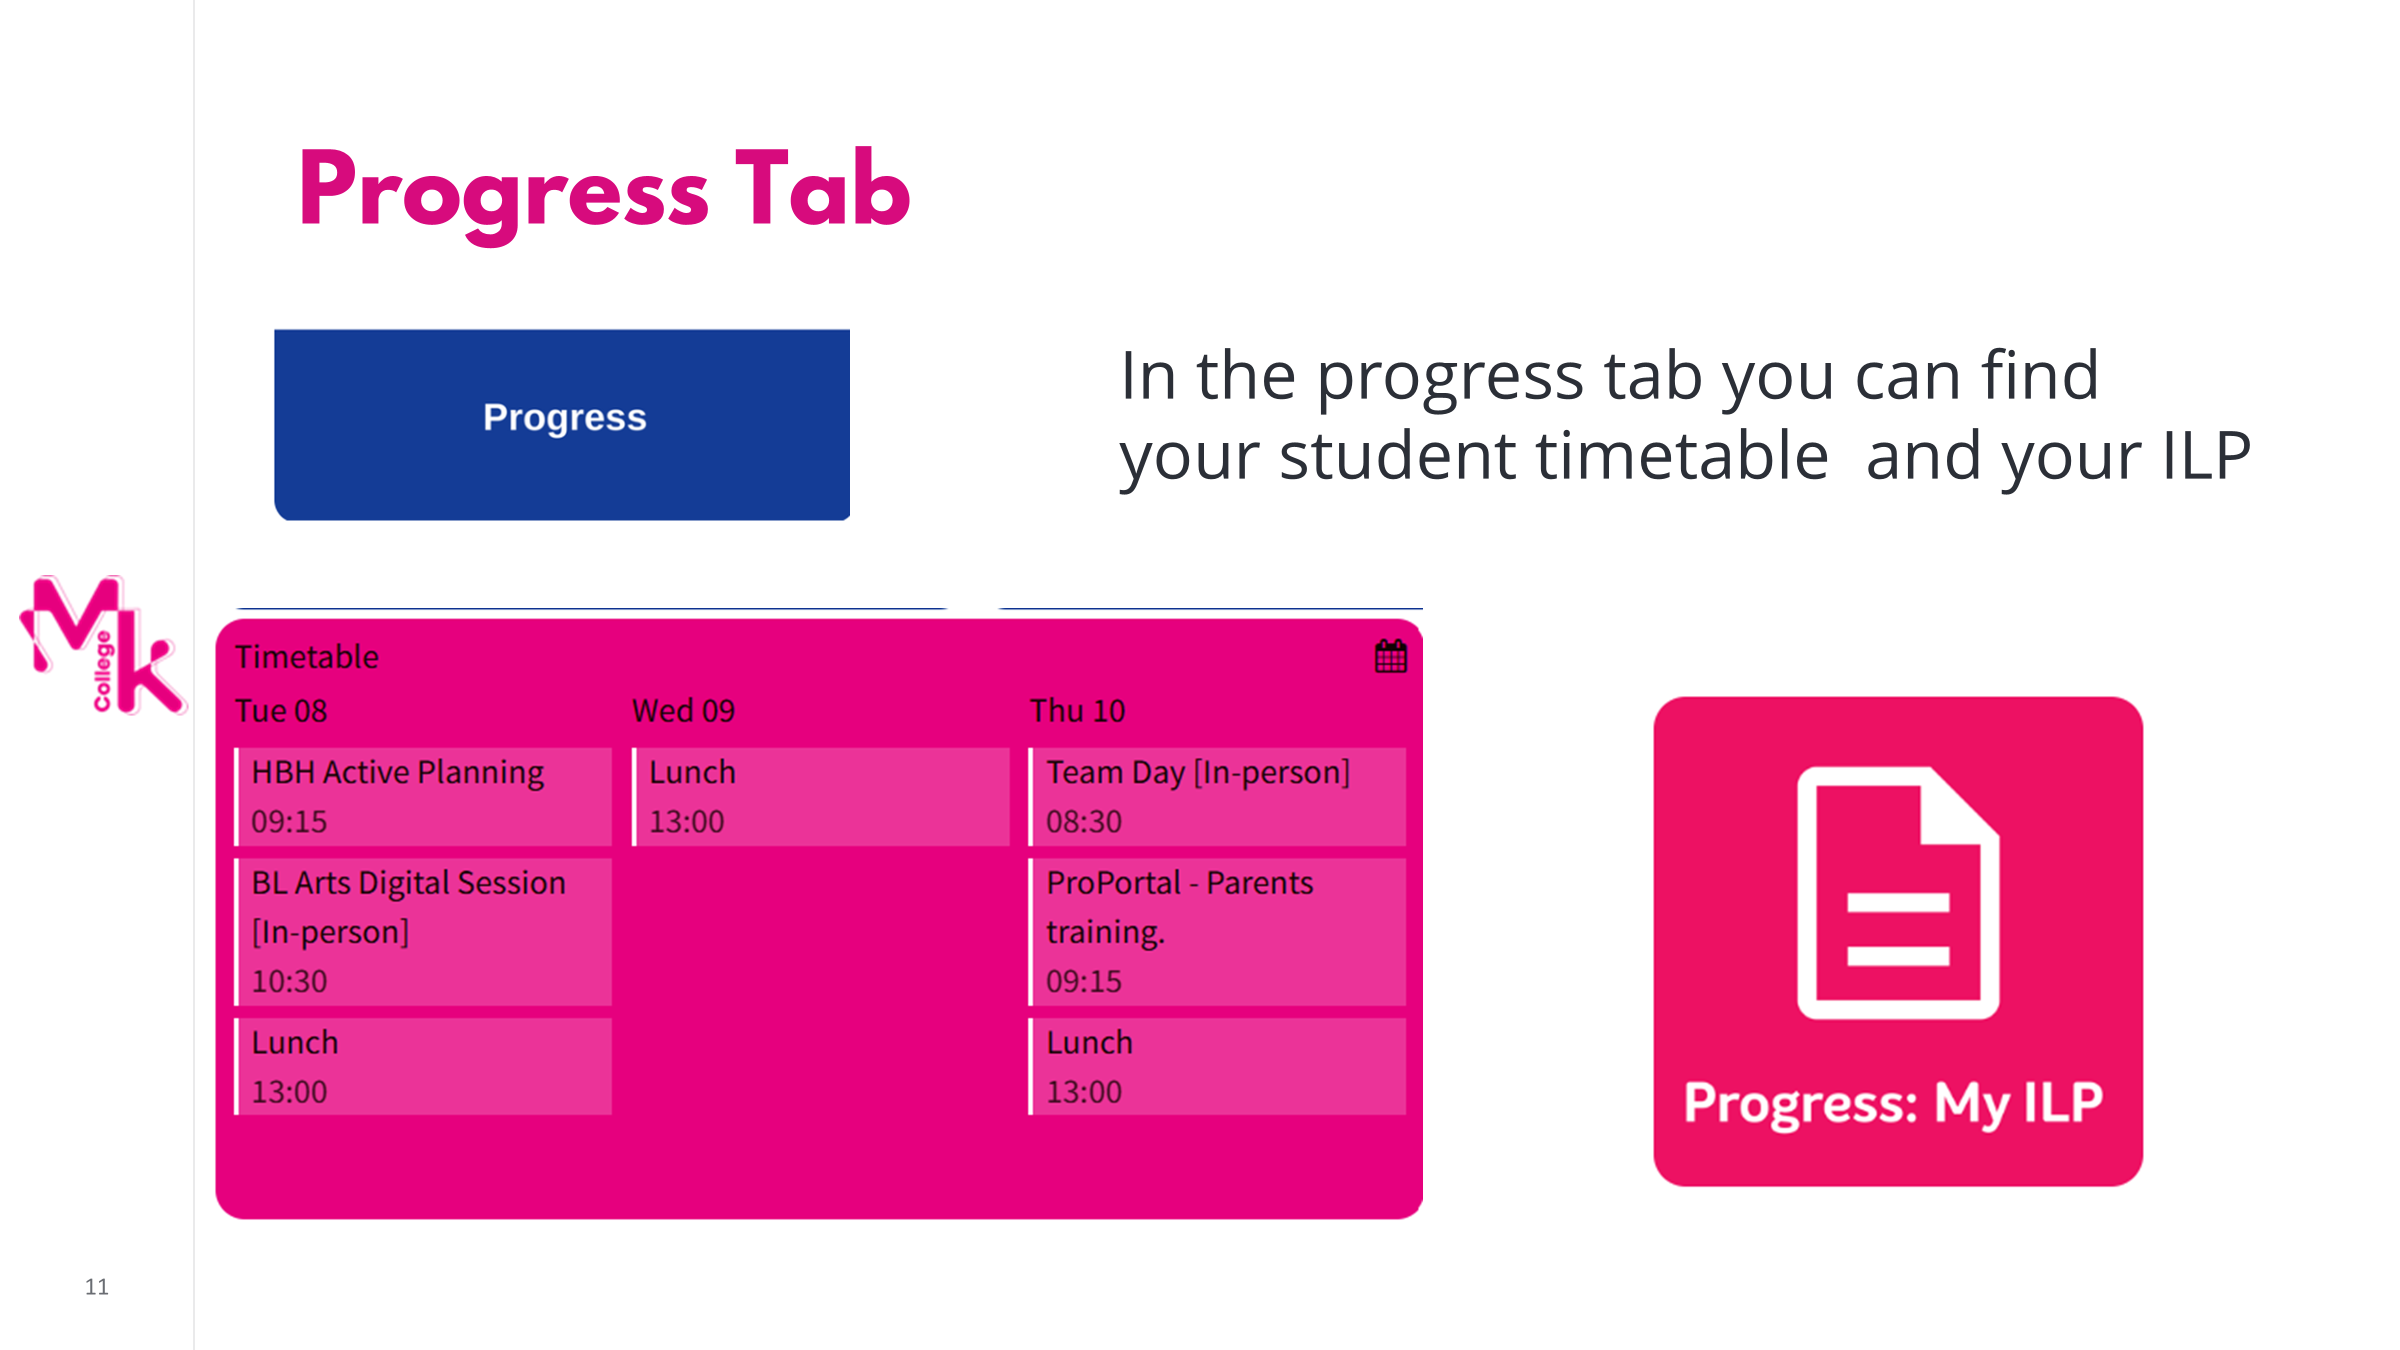 Progress Tab
Progress
In the progress tab you can find
your student timetable  and your ILP
Mk
College
Timetable
Tue 08
HBH Active Planning
09:15
BL Arts Digital Session
[In-person]
10:30
Lunch
13:00
Wed 09
Lunch
13:00
Thu 10
Team Day [In-person]
08:30
ProPortal - Parents
training.
09:15
Lunch
13:00
Progress: My ILP
11